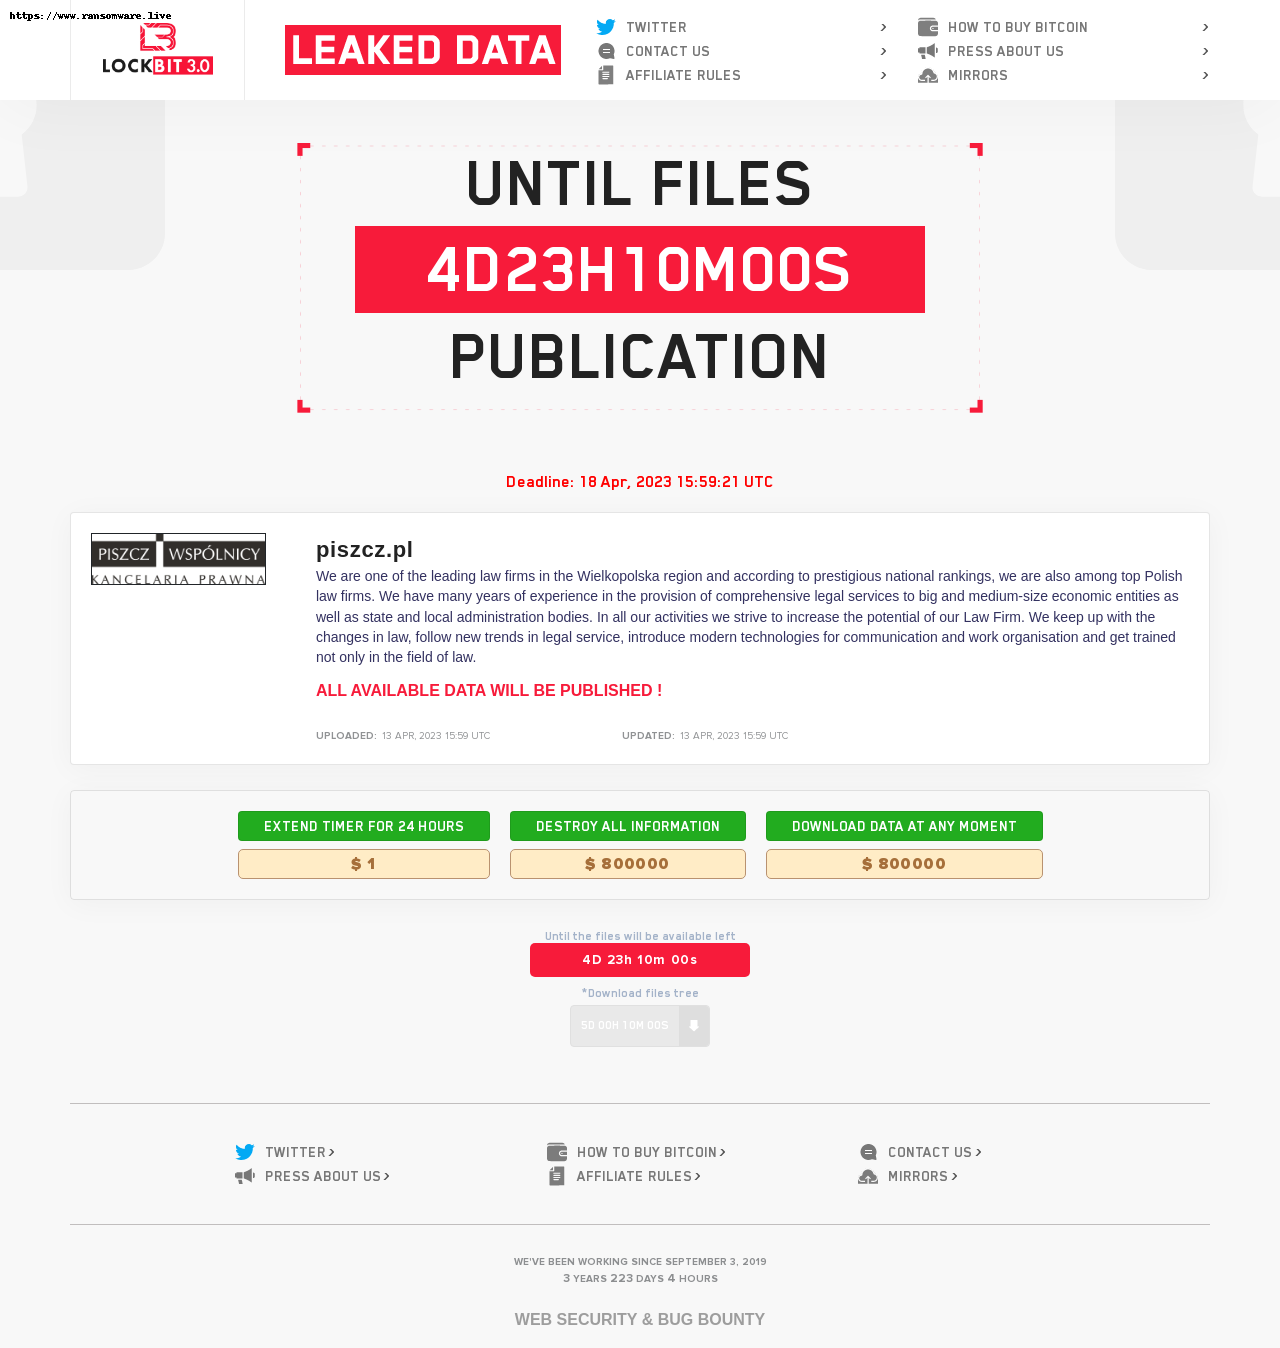 https://www.ransomware.live
LOCKBIT 3.0
LEAKED DATA
TWITTER
CONTACT US
AFFILIATE RULES
HOW TO BUY BITCOIN
PRESS ABOUT US
MIRRORS
UNTIL FILES
4D23H10M00S
PUBLICATION
Deadline: 18 Apr, 2023 15:59:21 UTC
PISZCZ WSPÓLNICY
KANCELARIA PRAWNA
piszcz.pl
We are one of the leading law firms in the Wielkopolska region and according to prestigious national rankings, we are also among top Polish
law firms. We have many years of experience in the provision of comprehensive legal services to big and medium-size economic entities as
well as state and local administration bodies. In all our activities we strive to increase the potential of our Law Firm. We keep up with the
changes in law, follow new trends in legal service, introduce modern technologies for communication and work organisation and get trained
not only in the field of law.
ALL AVAILABLE DATA WILL BE PUBLISHED !
UPLOADED: 13 APR, 2023 15:59 UTC
UPDATED: 13 APR, 2023 15:59 UTC
EXTEND TIMER FOR 24 HOURS
$ 1
DESTROY ALL INFORMATION
$ 800000
DOWNLOAD DATA AT ANY MOMENT
$ 800000
Until the files will be available left
4D 23h 10m 00s
*Download files tree
5D 00H 10M 00S
TWITTER
PRESS ABOUT US
HOW TO BUY BITCOIN
AFFILIATE RULES
CONTACT US
MIRRORS
WE'VE BEEN WORKING SINCE SEPTEMBER 3, 2019
3 YEARS 223 DAYS 4 HOURS
WEB SECURITY & BUG BOUNTY